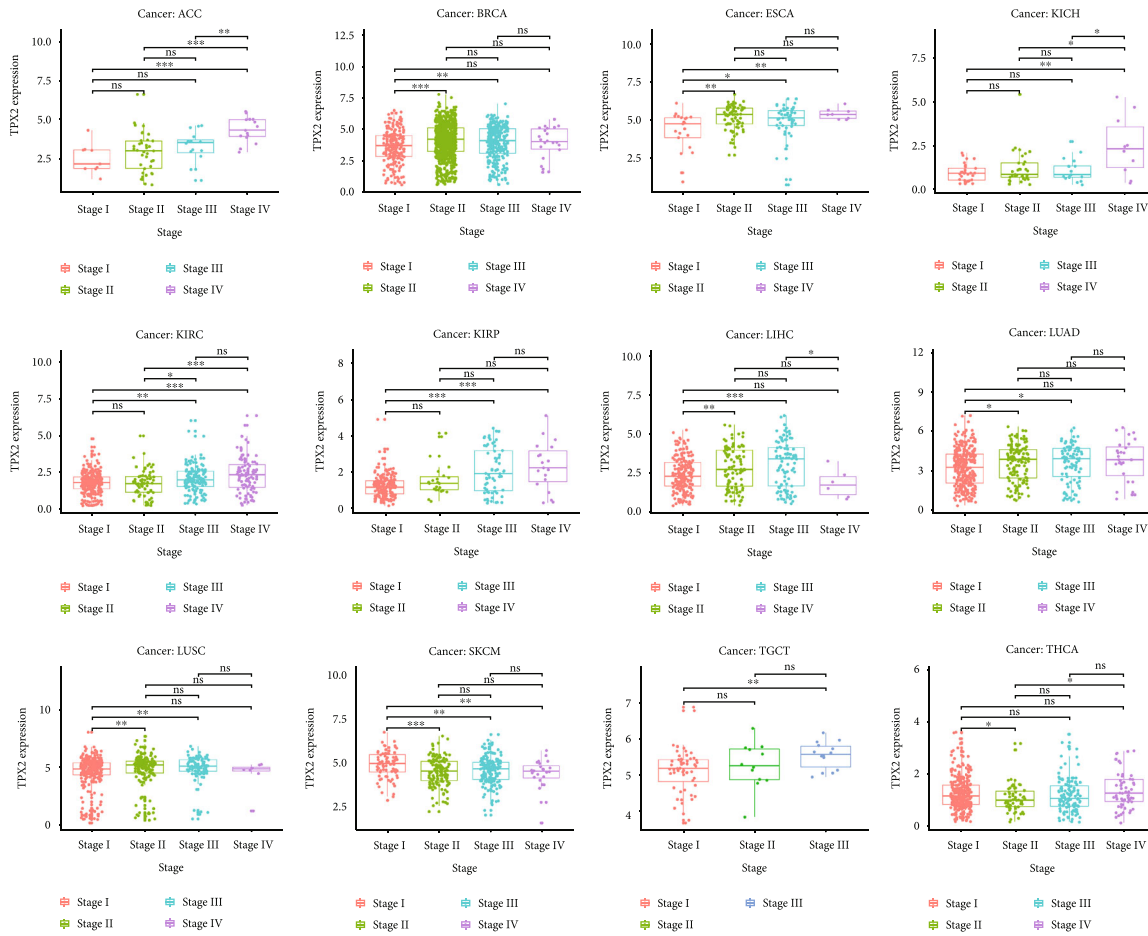 Cancer: ACC
TPX2 expression
10.0
7.5
5.0
2.5
**
***
ns
***
ns
ns
Stage I Stage II Stage III Stage IV
Stage
Stage I Stage III
Stage II Stage IV
Cancer: BRCA
TPX2 expression
12.5
10.0
7.5
5.0
2.5
0.0
ns
ns
ns
ns
**
***
Stage I Stage II Stage III Stage IV
Stage
Stage I Stage III
Stage II Stage IV
Cancer: ESCA
TPX2 expression
10.0
7.5
5.0
2.5
ns
ns
ns
**
*
**
Stage I Stage II Stage III Stage IV
Stage
Stage I Stage III
Stage II Stage IV
Cancer: KICH
TPX2 expression
7.5
5.0
2.5
0.0
*
*
ns
**
ns
ns
Stage I Stage II Stage III Stage IV
Stage
Stage I Stage III
Stage II Stage IV
Cancer: KIRC
TPX2 expression
10.0
7.5
5.0
2.5
0.0
ns
***
*
***
**
ns
Stage I Stage II Stage III Stage IV
Stage
Stage I Stage III
Stage II Stage IV
Cancer: KIRP
TPX2 expression
8
6
4
2
0
ns
ns
ns
***
***
ns
Stage I Stage II Stage III Stage IV
Stage
Stage I Stage III
Stage II Stage IV
Cancer: LIHC
TPX2 expression
10.0
7.5
5.0
2.5
0.0
*
ns
ns
ns
***
**
Stage I Stage II Stage III Stage IV
Stage
Stage I Stage III
Stage II Stage IV
Cancer: LUAD
TPX2 expression
12
9
6
3
0
ns
ns
ns
ns
*
*
Stage I Stage II Stage III Stage IV
Stage
Stage I Stage III
Stage II Stage IV
Cancer: LUSC
TPX2 expression
10
5
0
ns
ns
ns
ns
**
**
Stage I Stage II Stage III Stage IV
Stage
Stage I Stage III
Stage II Stage IV
Cancer: SKCM
TPX2 expression
10.0
7.5
5.0
2.5
ns
ns
ns
**
**
***
Stage I Stage II Stage III Stage IV
Stage
Stage I Stage III
Stage II Stage IV
Cancer: TGCT
TPX2 expression
7
6
5
4
ns
**
ns
Stage I Stage II Stage III
Stage
Stage I Stage III
Stage II
Cancer: THCA
TPX2 expression
6
4
2
0
ns
*
ns
ns
ns
*
Stage I Stage II Stage III Stage IV
Stage
Stage I Stage III
Stage II Stage IV